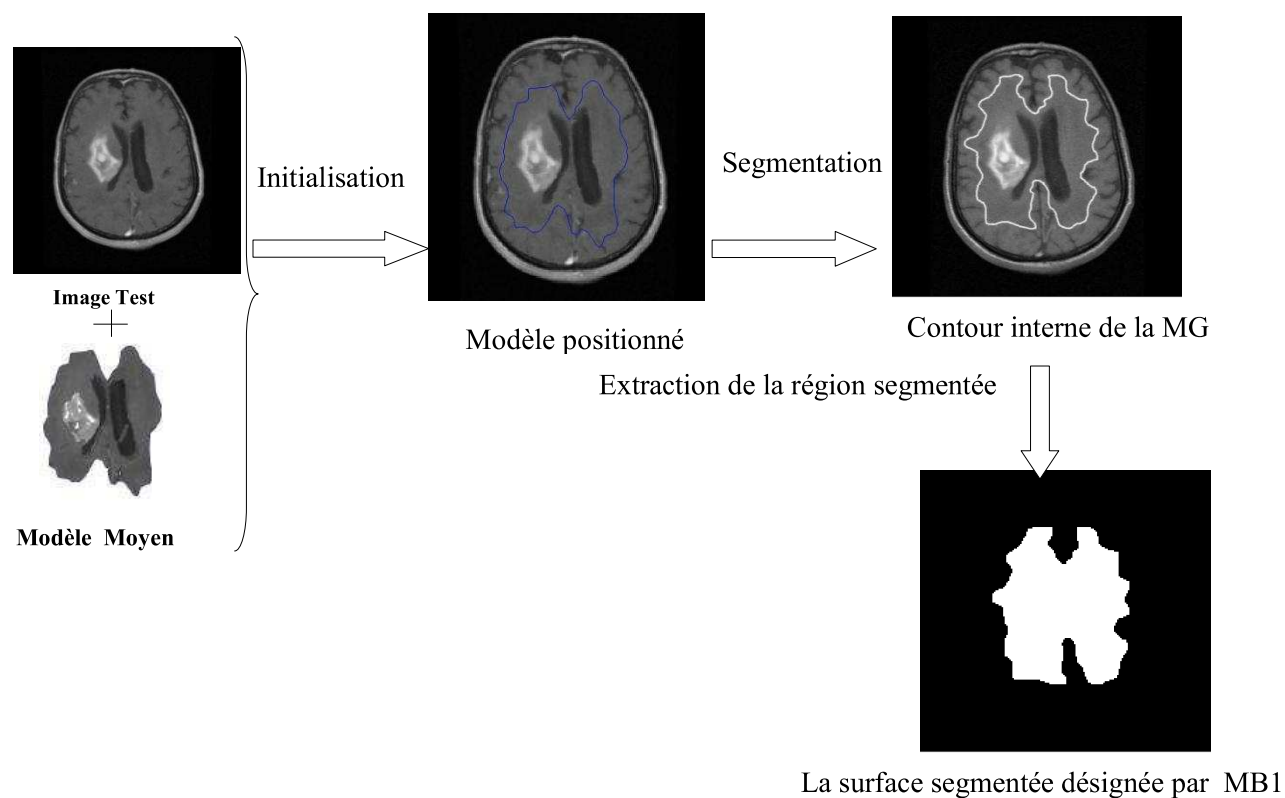 Image Test
Modèle Moyen
Initialisation
Modèle positionné
Segmentation
Contour interne de la MG
Extraction de la région segmentée
La surface segmentée désignée par MB1